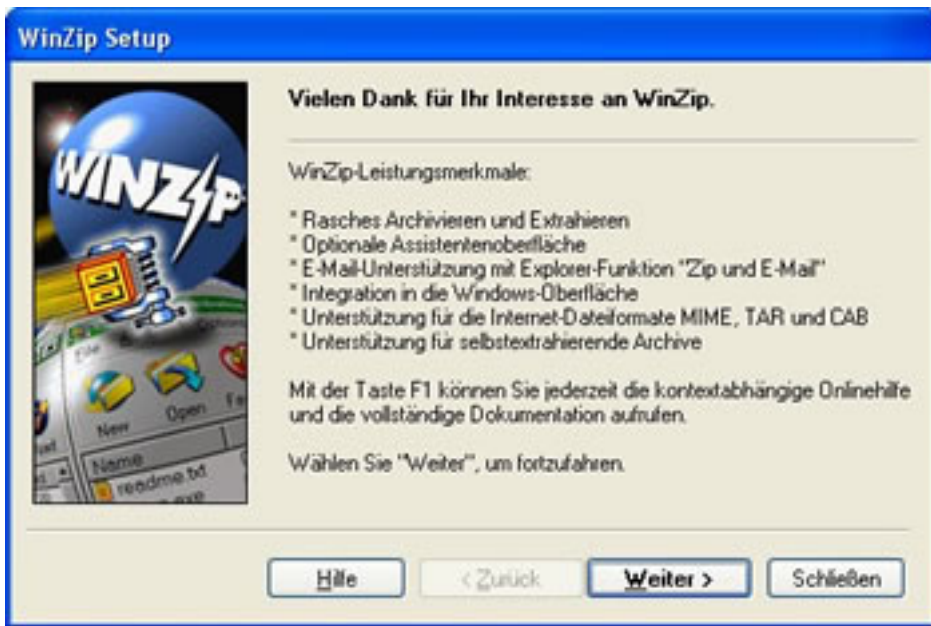 WinZip Setup
WINZIP
File
New
Open
Name
readme.txt
.exe
Vielen Dank für Ihr Interesse an WinZip.
WinZip-Leistungsmerkmale:
* Rasches Archivieren und Extrahieren
* Optionale Assistentenoberfläche
* E-Mail-Unterstützung mit Explorer-Funktion "Zip und E-Mail"
* Integration in die Windows-Oberfläche
* Unterstützung für die Internet-Dateiformate MIME, TAR und CAB
* Unterstützung für selbstextrahierende Archive
Mit der Taste F1 können Sie jederzeit die kontextabhängige Onlinehilfe
und die vollständige Dokumentation aufrufen.
Wählen Sie "Weiter", um fortzufahren.
Hilfe
< Zurück
Weiter >
Schließen